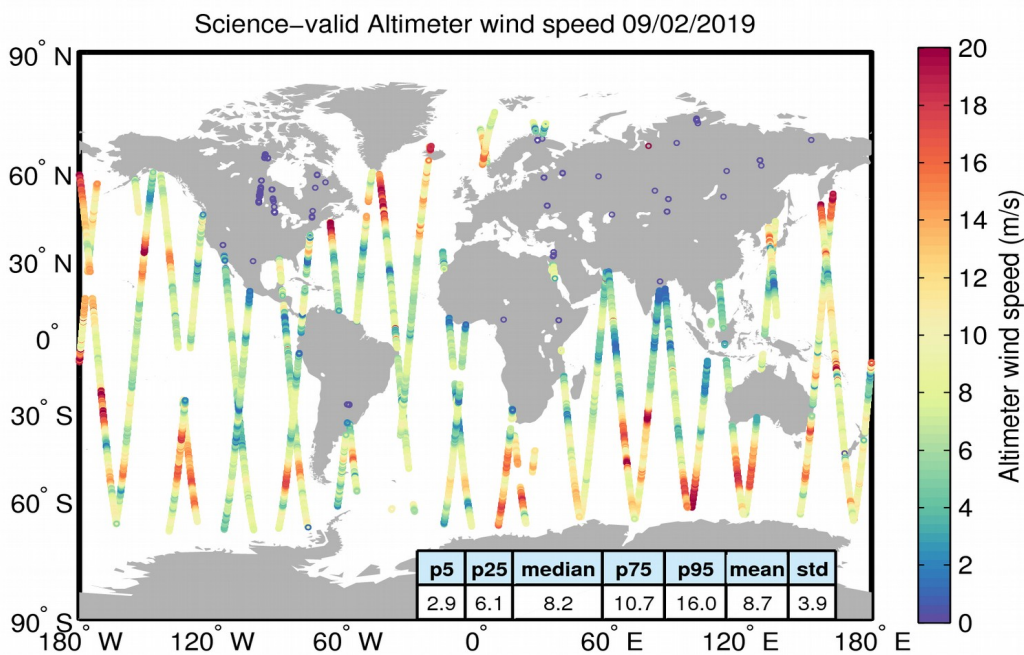 Science−valid Altimeter wind speed 09/02/2019
90° N
60° N
30° N
0°
30° S
60° S
90° S
180° W
120° W
60° W
0°
60° E
120° E
180° E
p5 p25 median p75 p95 mean std
2.9 6.1 8.2 10.7 16.0 8.7 3.9
20
18
16
14
12
10
8
6
4
2
0
Altimeter wind speed (m/s)